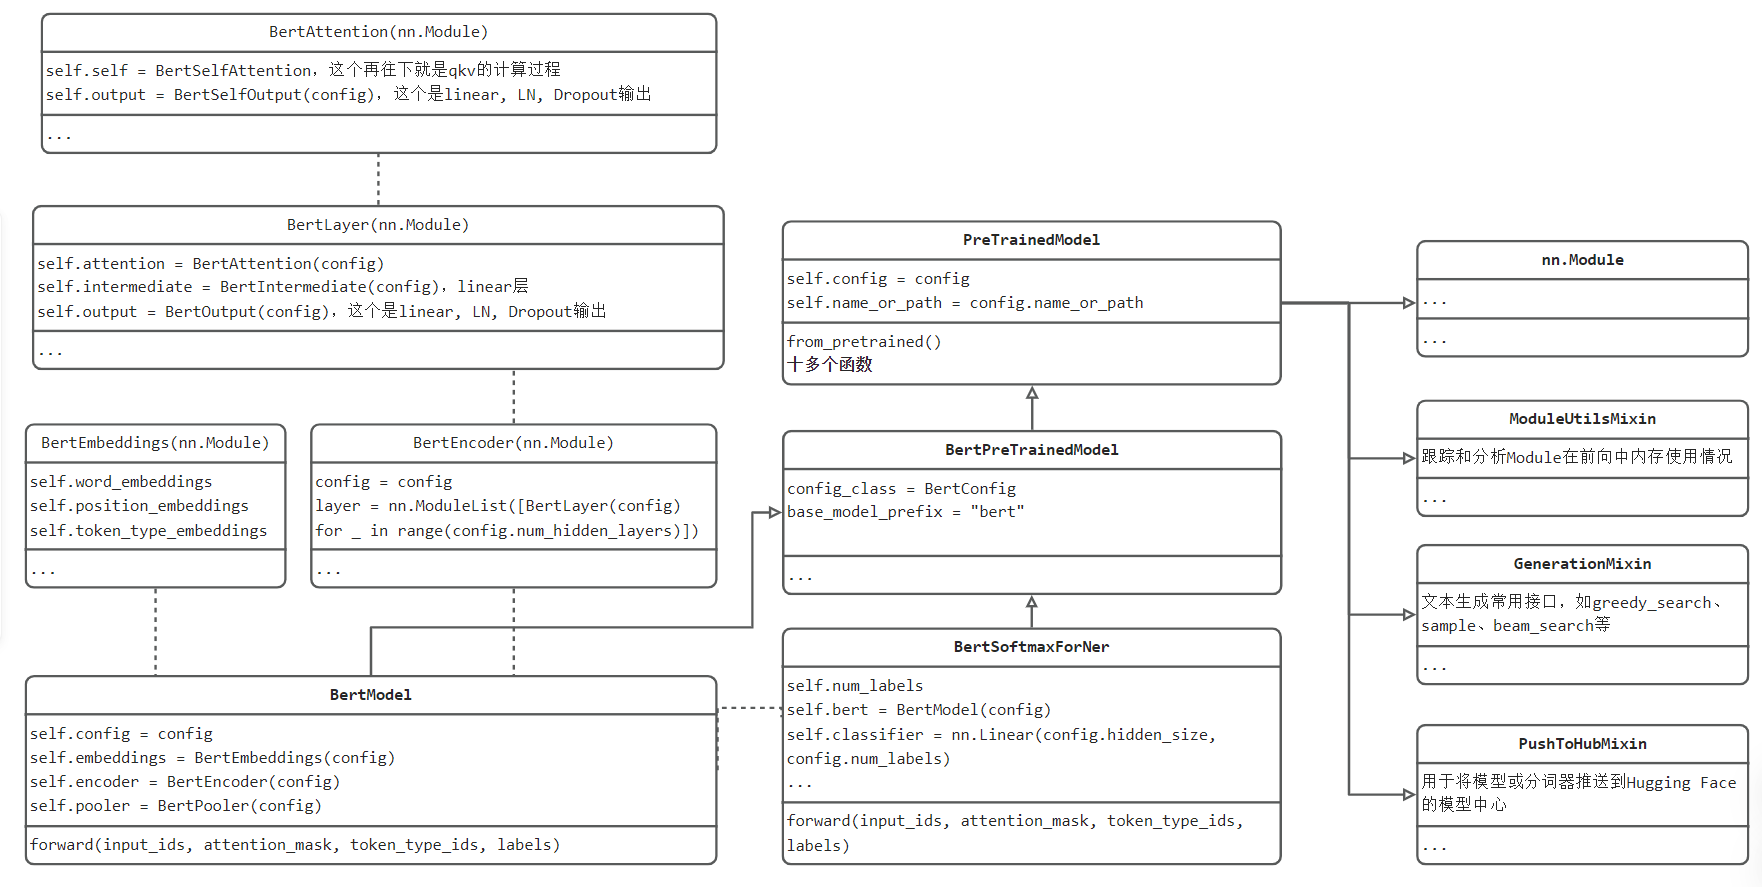 BertAttention(nn.Module)
self.self = BertSelfAttention，这个再往下就是qkv的计算过程
self.output = BertSelfOutput(config)，这个是linear, LN, Dropout输出
...
BertLayer(nn.Module)
self.attention = BertAttention(config)
self.intermediate = BertIntermediate(config)，linear层
self.output = BertOutput(config)，这个是linear, LN, Dropout输出
...
BertEmbeddings(nn.Module)
self.word_embeddings
self.position_embeddings
self.token_type_embeddings
...
BertEncoder(nn.Module)
config = config
layer = nn.ModuleList([BertLayer(config)
for _ in range(config.num_hidden_layers)])
...
BertModel
self.config = config
self.embeddings = BertEmbeddings(config)
self.encoder = BertEncoder(config)
self.pooler = BertPooler(config)
forward(input_ids, attention_mask, token_type_ids, labels)
PreTrainedModel
self.config = config
self.name_or_path = config.name_or_path
from_pretrained()
十多个函数
BertPreTrainedModel
config_class = BertConfig
base_model_prefix = "bert"
...
BertSoftmaxForNer
self.num_labels
self.bert = BertModel(config)
self.classifier = nn.Linear(config.hidden_size,
config.num_labels)
...
forward(input_ids, attention_mask, token_type_ids,
labels)
nn.Module
...
...
ModuleUtilsMixin
跟踪和分析Module在前向中内存使用情况
...
GenerationMixin
文本生成常用接口，如greedy_search、
sample、beam_search等
...
PushToHubMixin
用于将模型或分词器推送到Hugging Face
的模型中心
...